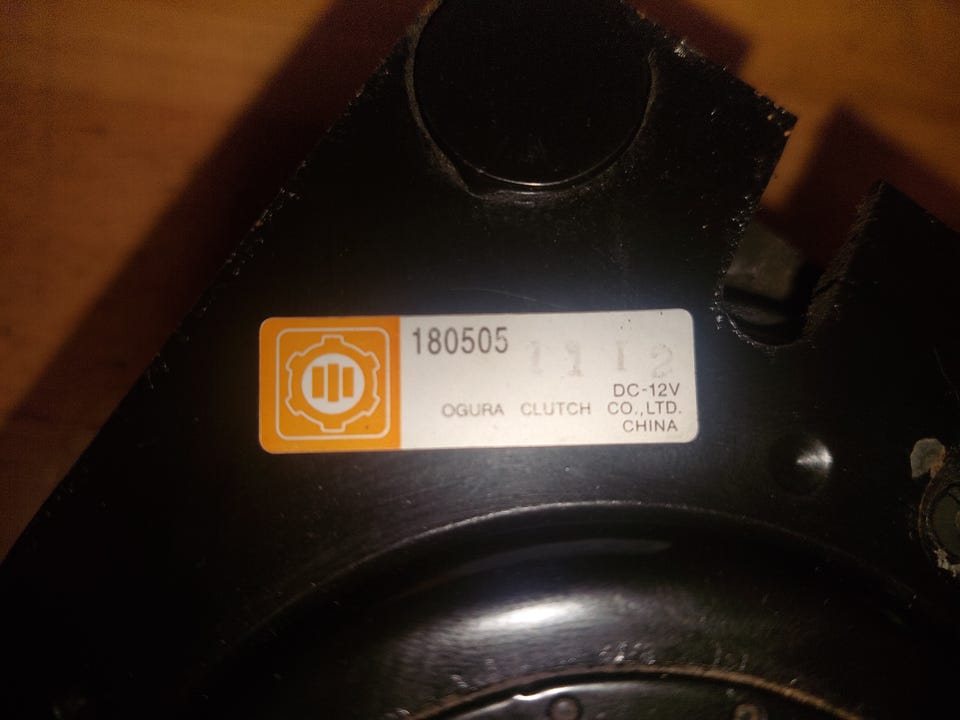 180505
1112
DC-12V
OGURA CLUTCH CO.,LTD.
CHINA